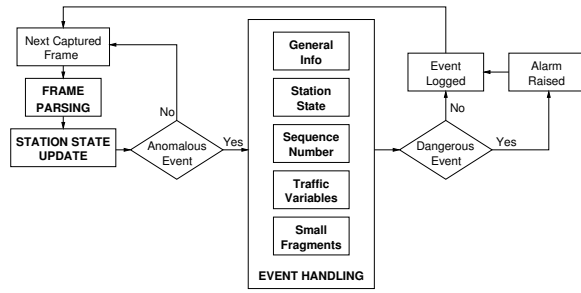 Next Captured
Frame
FRAME
PARSING
STATION STATE
UPDATE
No
Anomalous
Event
Yes
General
Info
Station
State
Sequence
Number
Traffic
Variables
Small
Fragments
EVENT HANDLING
Event
Logged
Alarm
Raised
No
Dangerous
Event
Yes